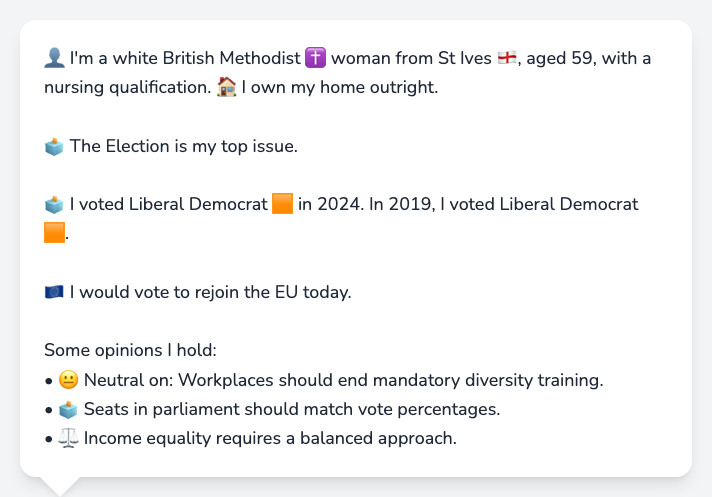 👤 I'm a white British Methodist ✝️ woman from St Ives 🏴󠁧󠁢󠁥󠁮󠁧󠁿, aged 59, with a
nursing qualification. 🏠 I own my home outright.
🗳️ The Election is my top issue.
🗳️ I voted Liberal Democrat 🟧 in 2024. In 2019, I voted Liberal Democrat
🟧.
🇪🇺 I would vote to rejoin the EU today.
Some opinions I hold:
• 😐 Neutral on: Workplaces should end mandatory diversity training.
• 🗳️ Seats in parliament should match vote percentages.
• ⚖️ Income equality requires a balanced approach.